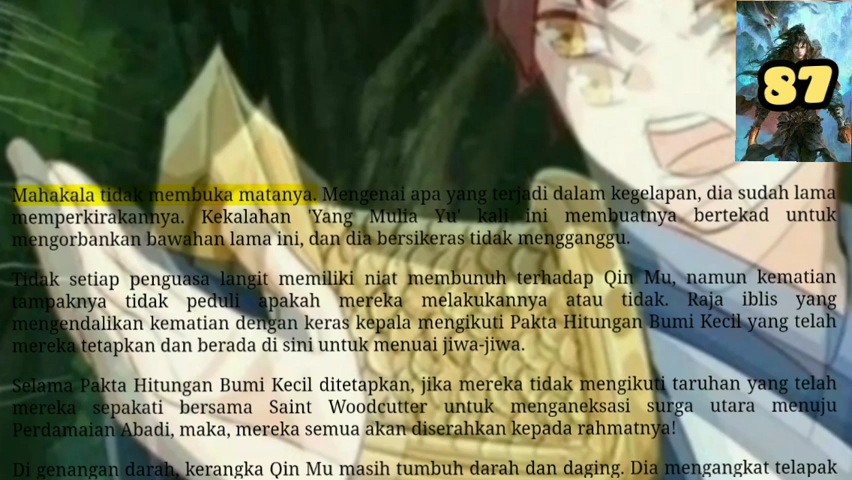 87
Mahakala tidak membuka matanya. Mengenai apa yang terjadi dalam kegelapan, dia sudah lama
memperkirakannya. Kekalahan 'Yang Mulia Yu' kali ini membuatnya bertekad untuk
mengorbankan bawahan lama ini, dan dia bersikeras tidak mengganggu.
Tidak setiap penguasa langit memiliki niat membunuh terhadap Qin Mu, namun kematian
tampaknya tidak peduli apakah mereka melakukannya atau tidak. Raja iblis yang
mengendalikan kematian dengan keras kepala mengikuti Pakta Hitungan Bumi Kecil yang telah
mereka tetapkan dan berada di sini untuk menuai jiwa-jiwa.
Selama Pakta Hitungan Bumi Kecil ditetapkan, jika mereka tidak mengikuti taruhan yang telah
mereka sepakati bersama Saint Woodcutter untuk menganeksasi surga utara menuju
Perdamaian Abadi, maka, mereka semua akan diserahkan kepada rahmatnya!
Di genangan darah, kerangka Qin Mu masih tumbuh darah dan daging. Dia mengangkat telapak